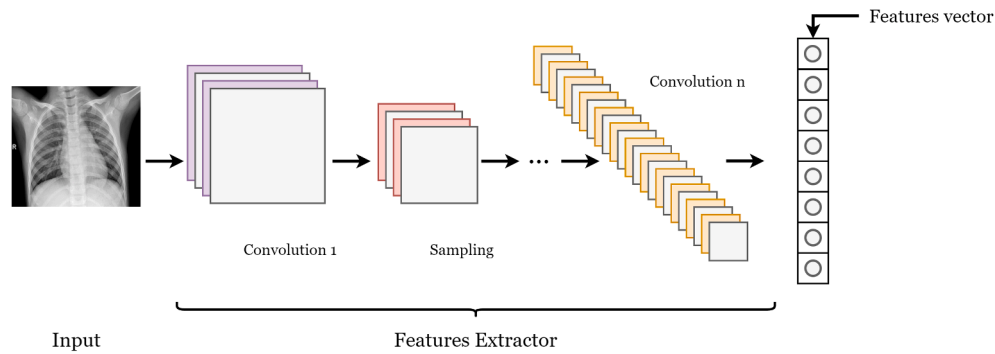 Features vector
Convolution n
R
Convolution 1
Sampling
...
Input
Features Extractor